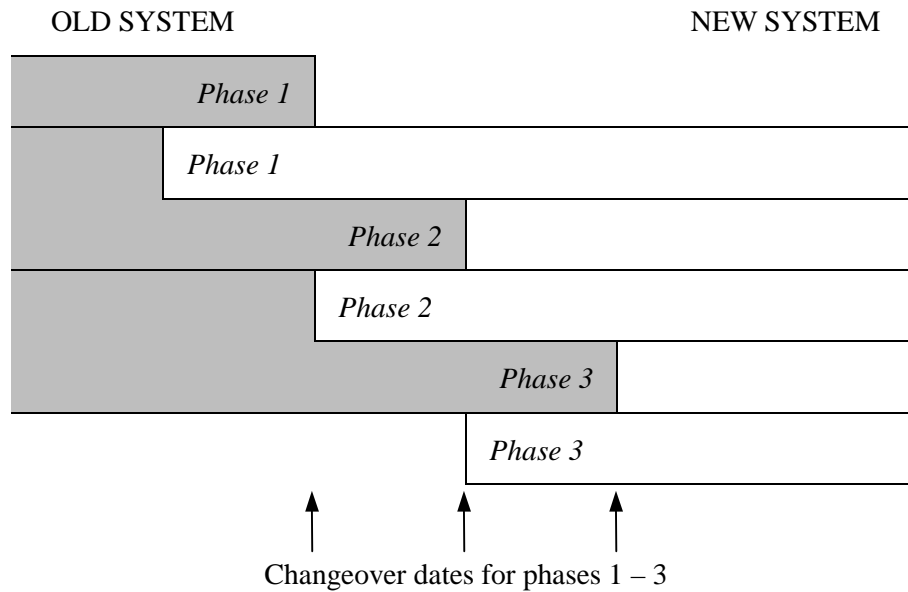 OLD SYSTEM NEW SYSTEM
Phase 1
Phase 1
Phase 2
Phase 2
Phase 3
Phase 3
Changeover dates for phases 1 – 3